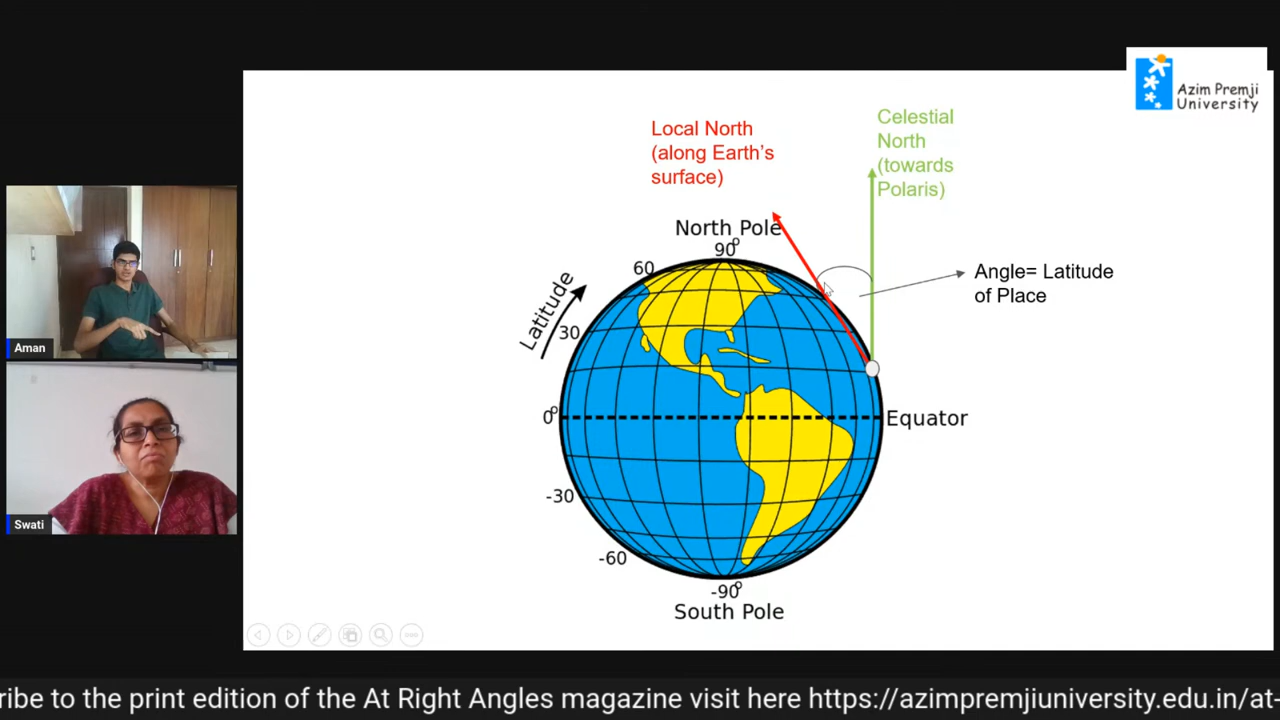 Azim Premji
University
Celestial
North
(towards
Polaris)
Local North
(along Earth's
surface)
North Pole
90°
60
Latitude
30
Angle= Latitude
of Place
0°
Equator
-30
-60
-90°
South Pole
Aman
Swati
ribe to the print edition of the At Right Angles magazine visit here https://azimpremjiuniversity.edu.in/at-